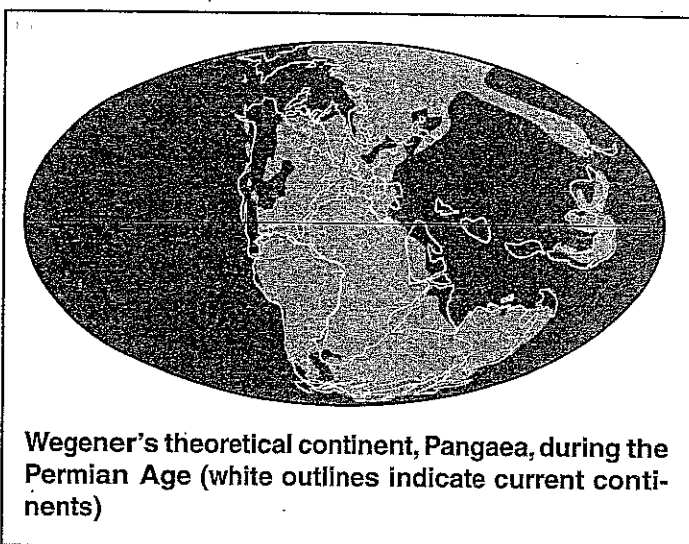 Wegener's theoretical continent, Pangaea, during the
Permian Age (white outlines indicate current conti-
nents)